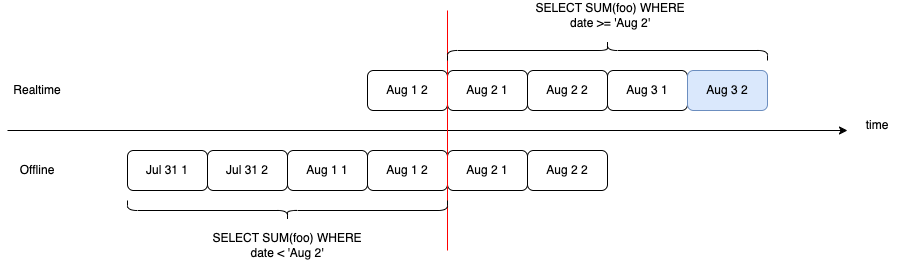 SELECT SUM(foo) WHERE
date >= 'Aug 2'
Realtime
Aug 1 2
Aug 2 1
Aug 2 2
Aug 3 1
Aug 3 2
time
Offline
Jul 31 1
Jul 31 2
Aug 1 1
Aug 1 2
Aug 2 1
Aug 2 2
SELECT SUM(foo) WHERE
date < 'Aug 2'